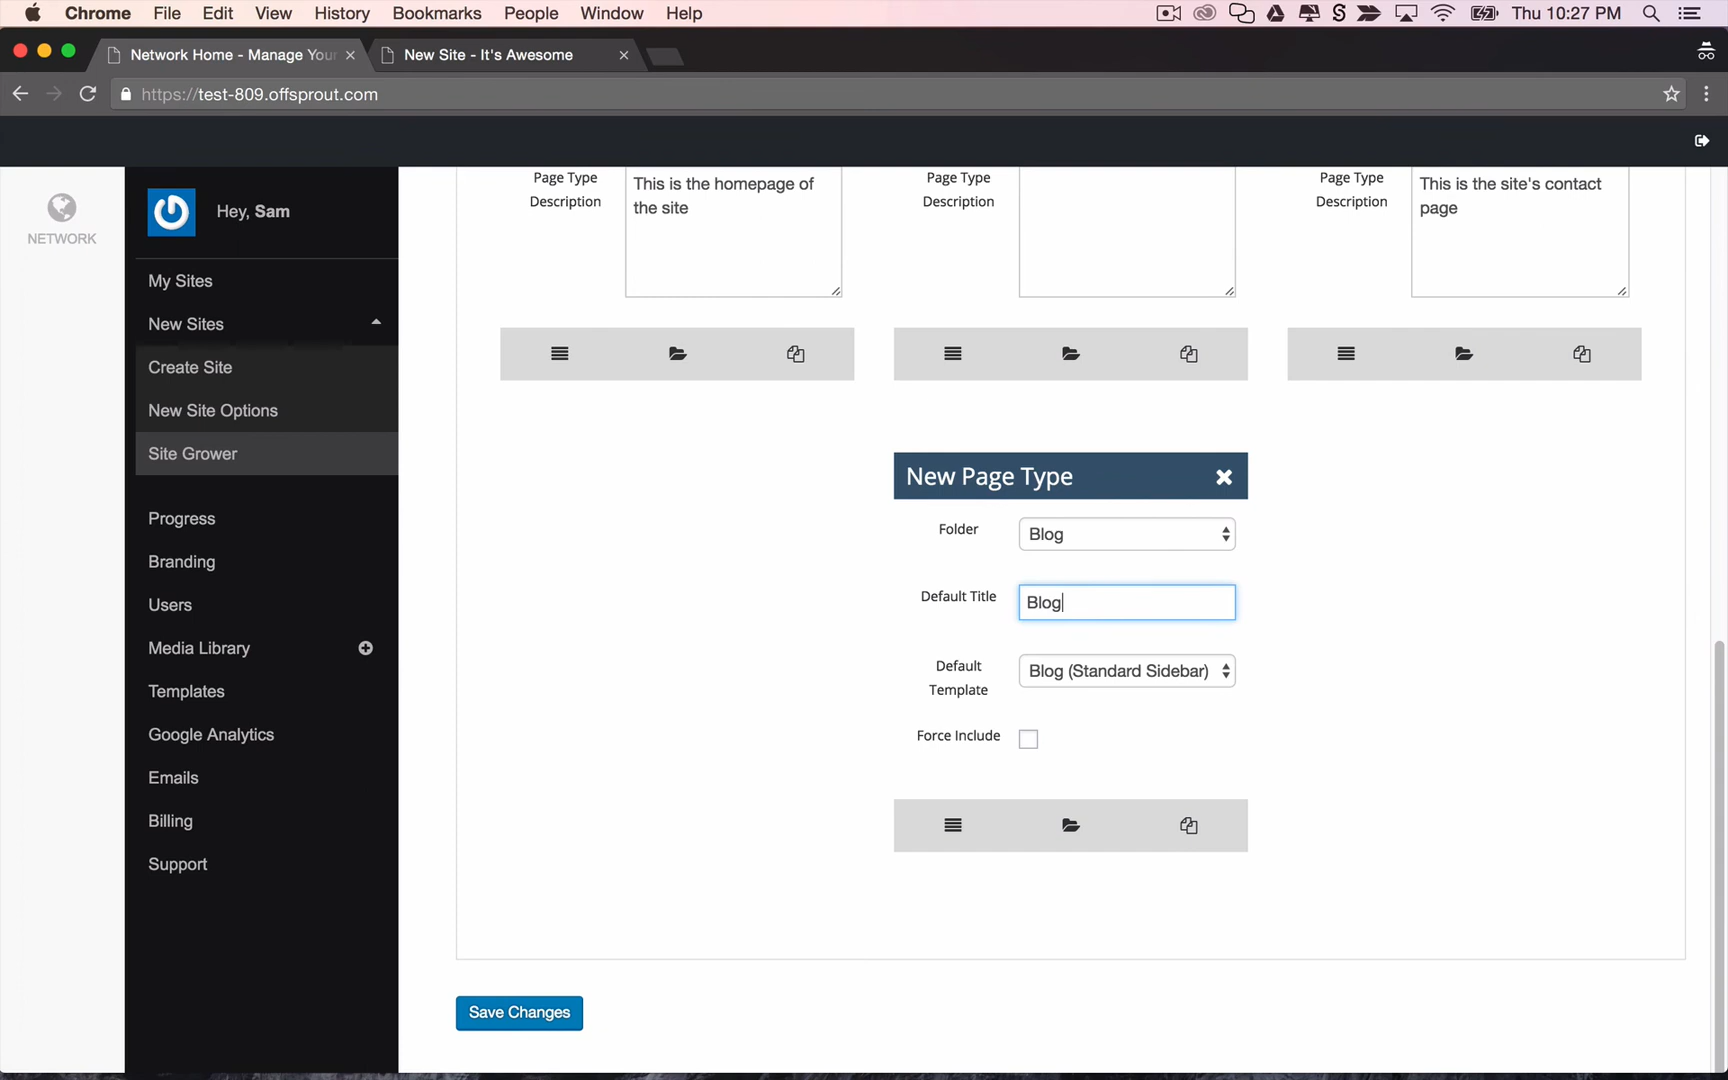 Chrome File Edit View History Bookmarks People Window Help Thu 10:27 PM
Network Home - Manage Your New Site - It's Awesome
https://test-809.offsprout.com
NETWORK
Hey, Sam
My Sites
New Sites
Create Site
New Site Options
Site Grower
Progress
Branding
Users
Media Library
Templates
Google Analytics
Emails
Billing
Support
Page Type
Description
This is the homepage of
the site
Page Type
Description
Page Type
Description
This is the site's contact
page
New Page Type
Folder
Blog
Default Title
Blog
Default
Template
Blog (Standard Sidebar)
Force Include
Save Changes